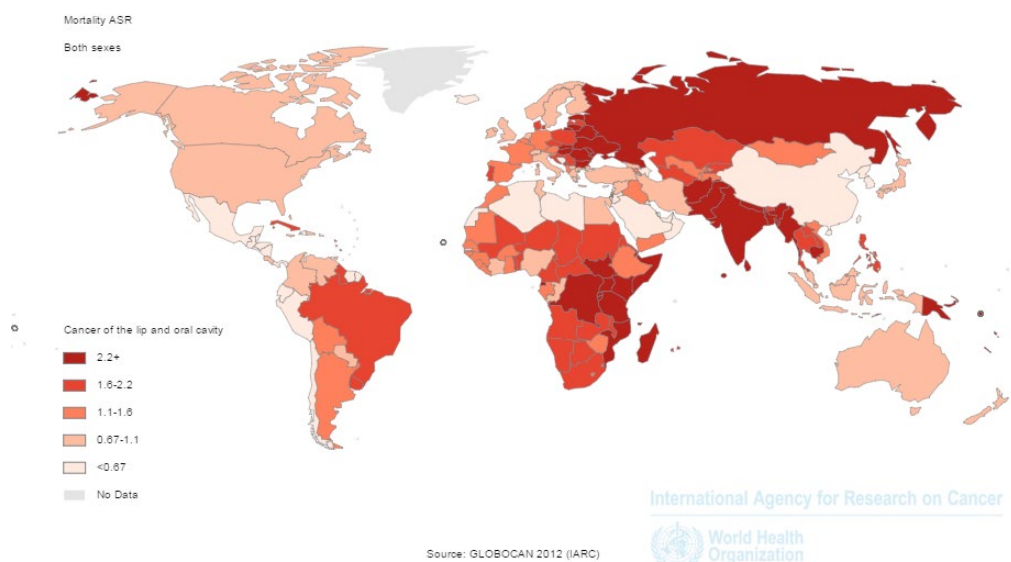 Mortality ASR
Both sexes
Cancer of the lip and oral cavity
2.2+
1.6-2.2
1.1-1.6
0.67-1.1
<0.67
No Data
International Agency for Research on Cancer
World Health
Organization
Source: GLOBOCAN 2012 (IARC)